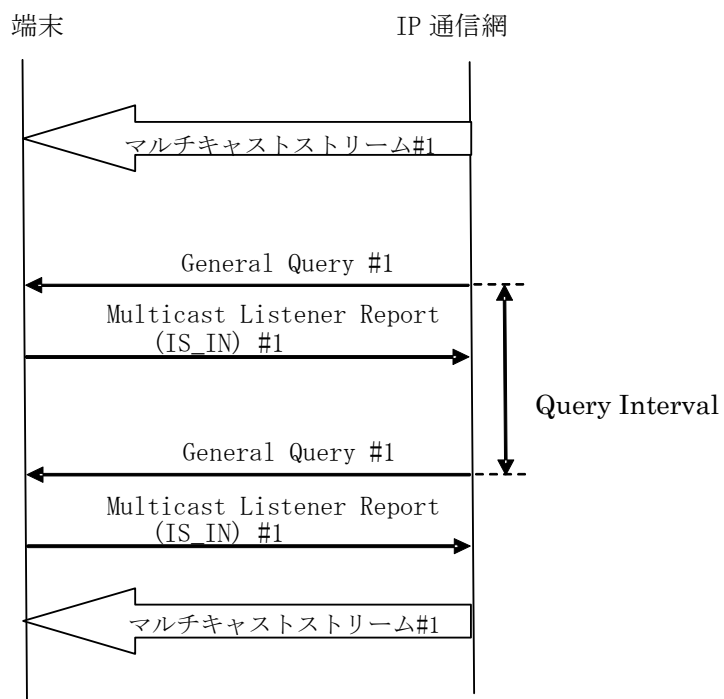 端末
IP 通信網
マルチキャストストリーム#1
General Query #1
Multicast Listener Report
(IS_IN) #1
Query Interval
General Query #1
Multicast Listener Report
(IS_IN) #1
マルチキャストストリーム#1